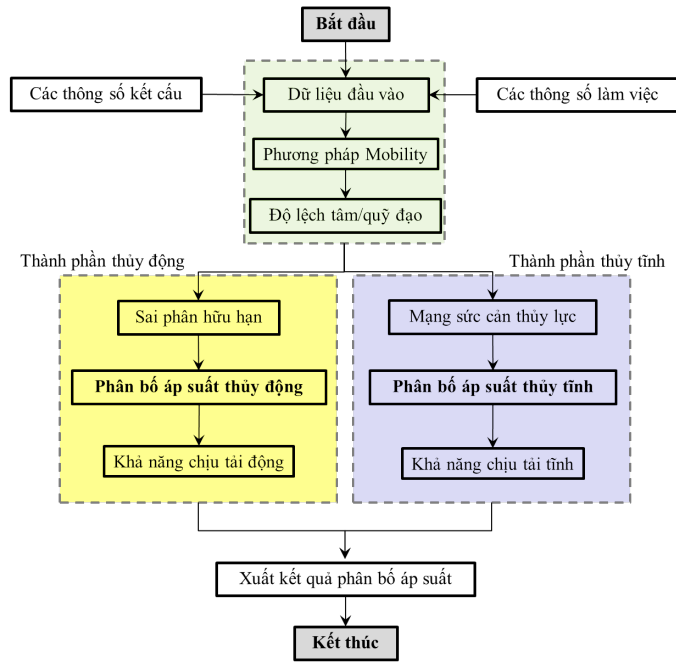 Bắt đầu
Các thông số kết cấu
Dữ liệu đầu vào
Các thông số làm việc
Phương pháp Mobility
Độ lệch tâm/quỹ đạo
Thành phần thủy động
Thành phần thủy tĩnh
Sai phân hữu hạn
Mạng sức cản thủy lực
Phân bố áp suất thủy động
Phân bố áp suất thủy tĩnh
Khả năng chịu tải động
Khả năng chịu tải tĩnh
Xuất kết quả phân bố áp suất
Kết thúc